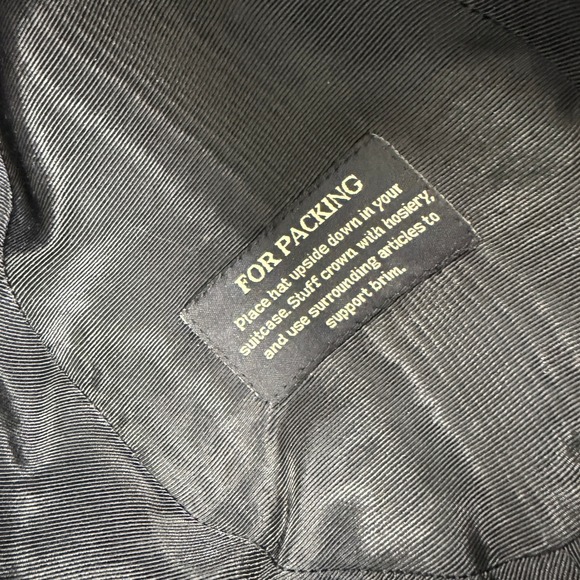 FOR PACKING
Place hat upside down in your
suitcase. Stuff crown with hosiery,
and use surrounding articles to
support brim.